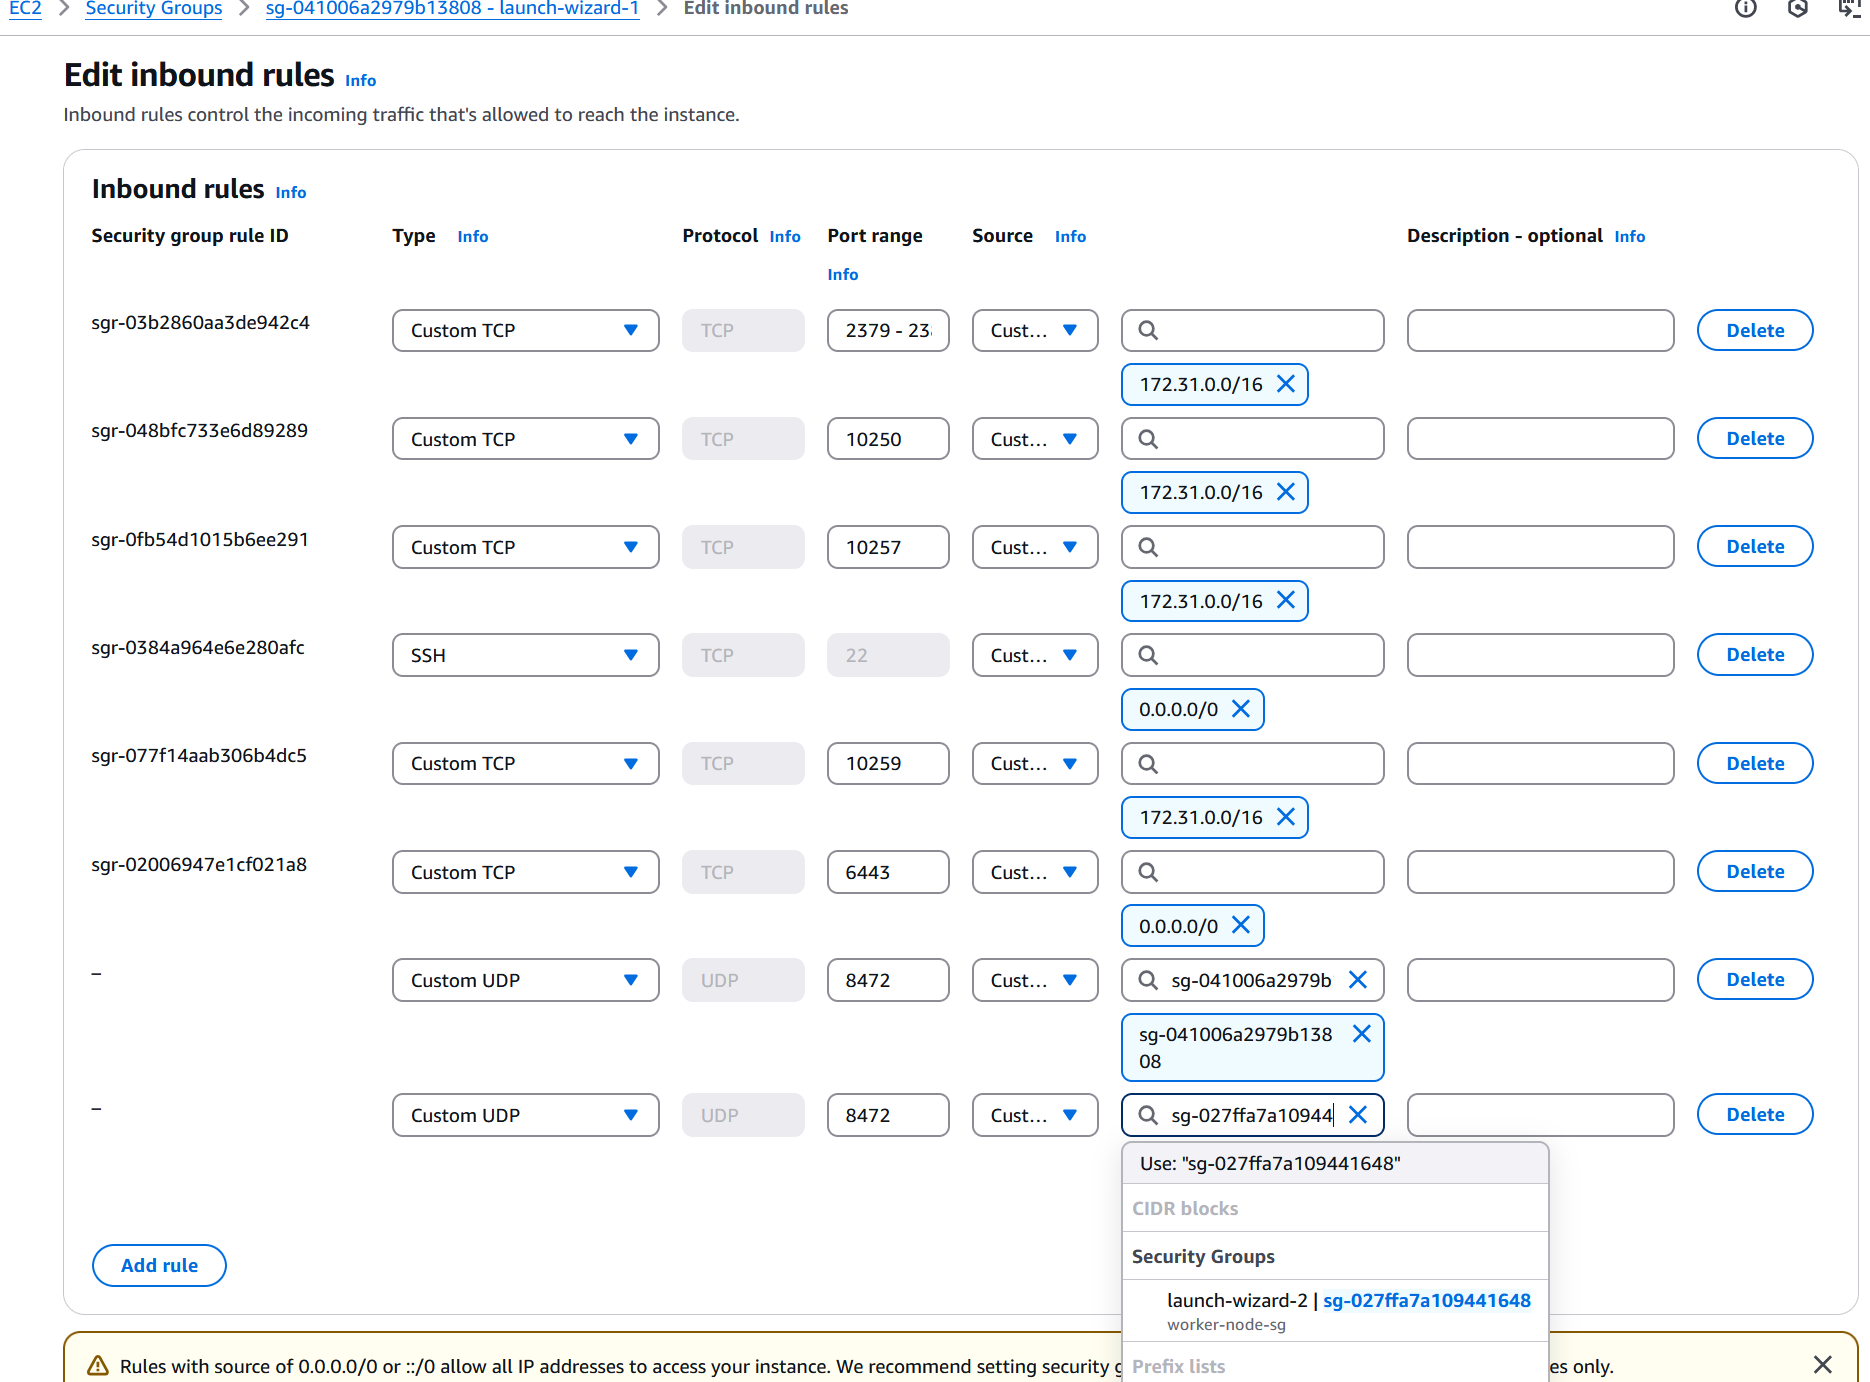 EC2 > Security Groups > sg-041006a2979b13808 - launch-wizard-1 > Edit inbound rules
Edit inbound rules Info
Inbound rules control the incoming traffic that's allowed to reach the instance.
Inbound rules Info
Security group rule ID Type Info Protocol Info Port range Info Source Info Description - optional Info
sgr-03b2860aa3de942c4 Custom TCP TCP 2379 - 23 Cust... Delete
172.31.0.0/16
sgr-048bfc733e6d89289 Custom TCP TCP 10250 Cust... Delete
172.31.0.0/16
sgr-0fb54d1015b6ee291 Custom TCP TCP 10257 Cust... Delete
172.31.0.0/16
sgr-0384a964e6e280afc SSH TCP 22 Cust... Delete
0.0.0.0/0
sgr-077f14aab306b4dc5 Custom TCP TCP 10259 Cust... Delete
172.31.0.0/16
sgr-02006947e1cf021a8 Custom TCP TCP 6443 Cust... Delete
0.0.0.0/0
– Custom UDP UDP 8472 Cust... sg-041006a2979b Delete
sg-041006a2979b138
08
– Custom UDP UDP 8472 Cust... sg-027ffa7a10944 Delete
Use: "sg-027ffa7a109441648"
CIDR blocks
Security Groups
launch-wizard-2 | sg-027ffa7a109441648
worker-node-sg
Prefix lists
Add rule
Rules with source of 0.0.0.0/0 or ::/0 allow all IP addresses to access your instance. We recommend setting security g es only.